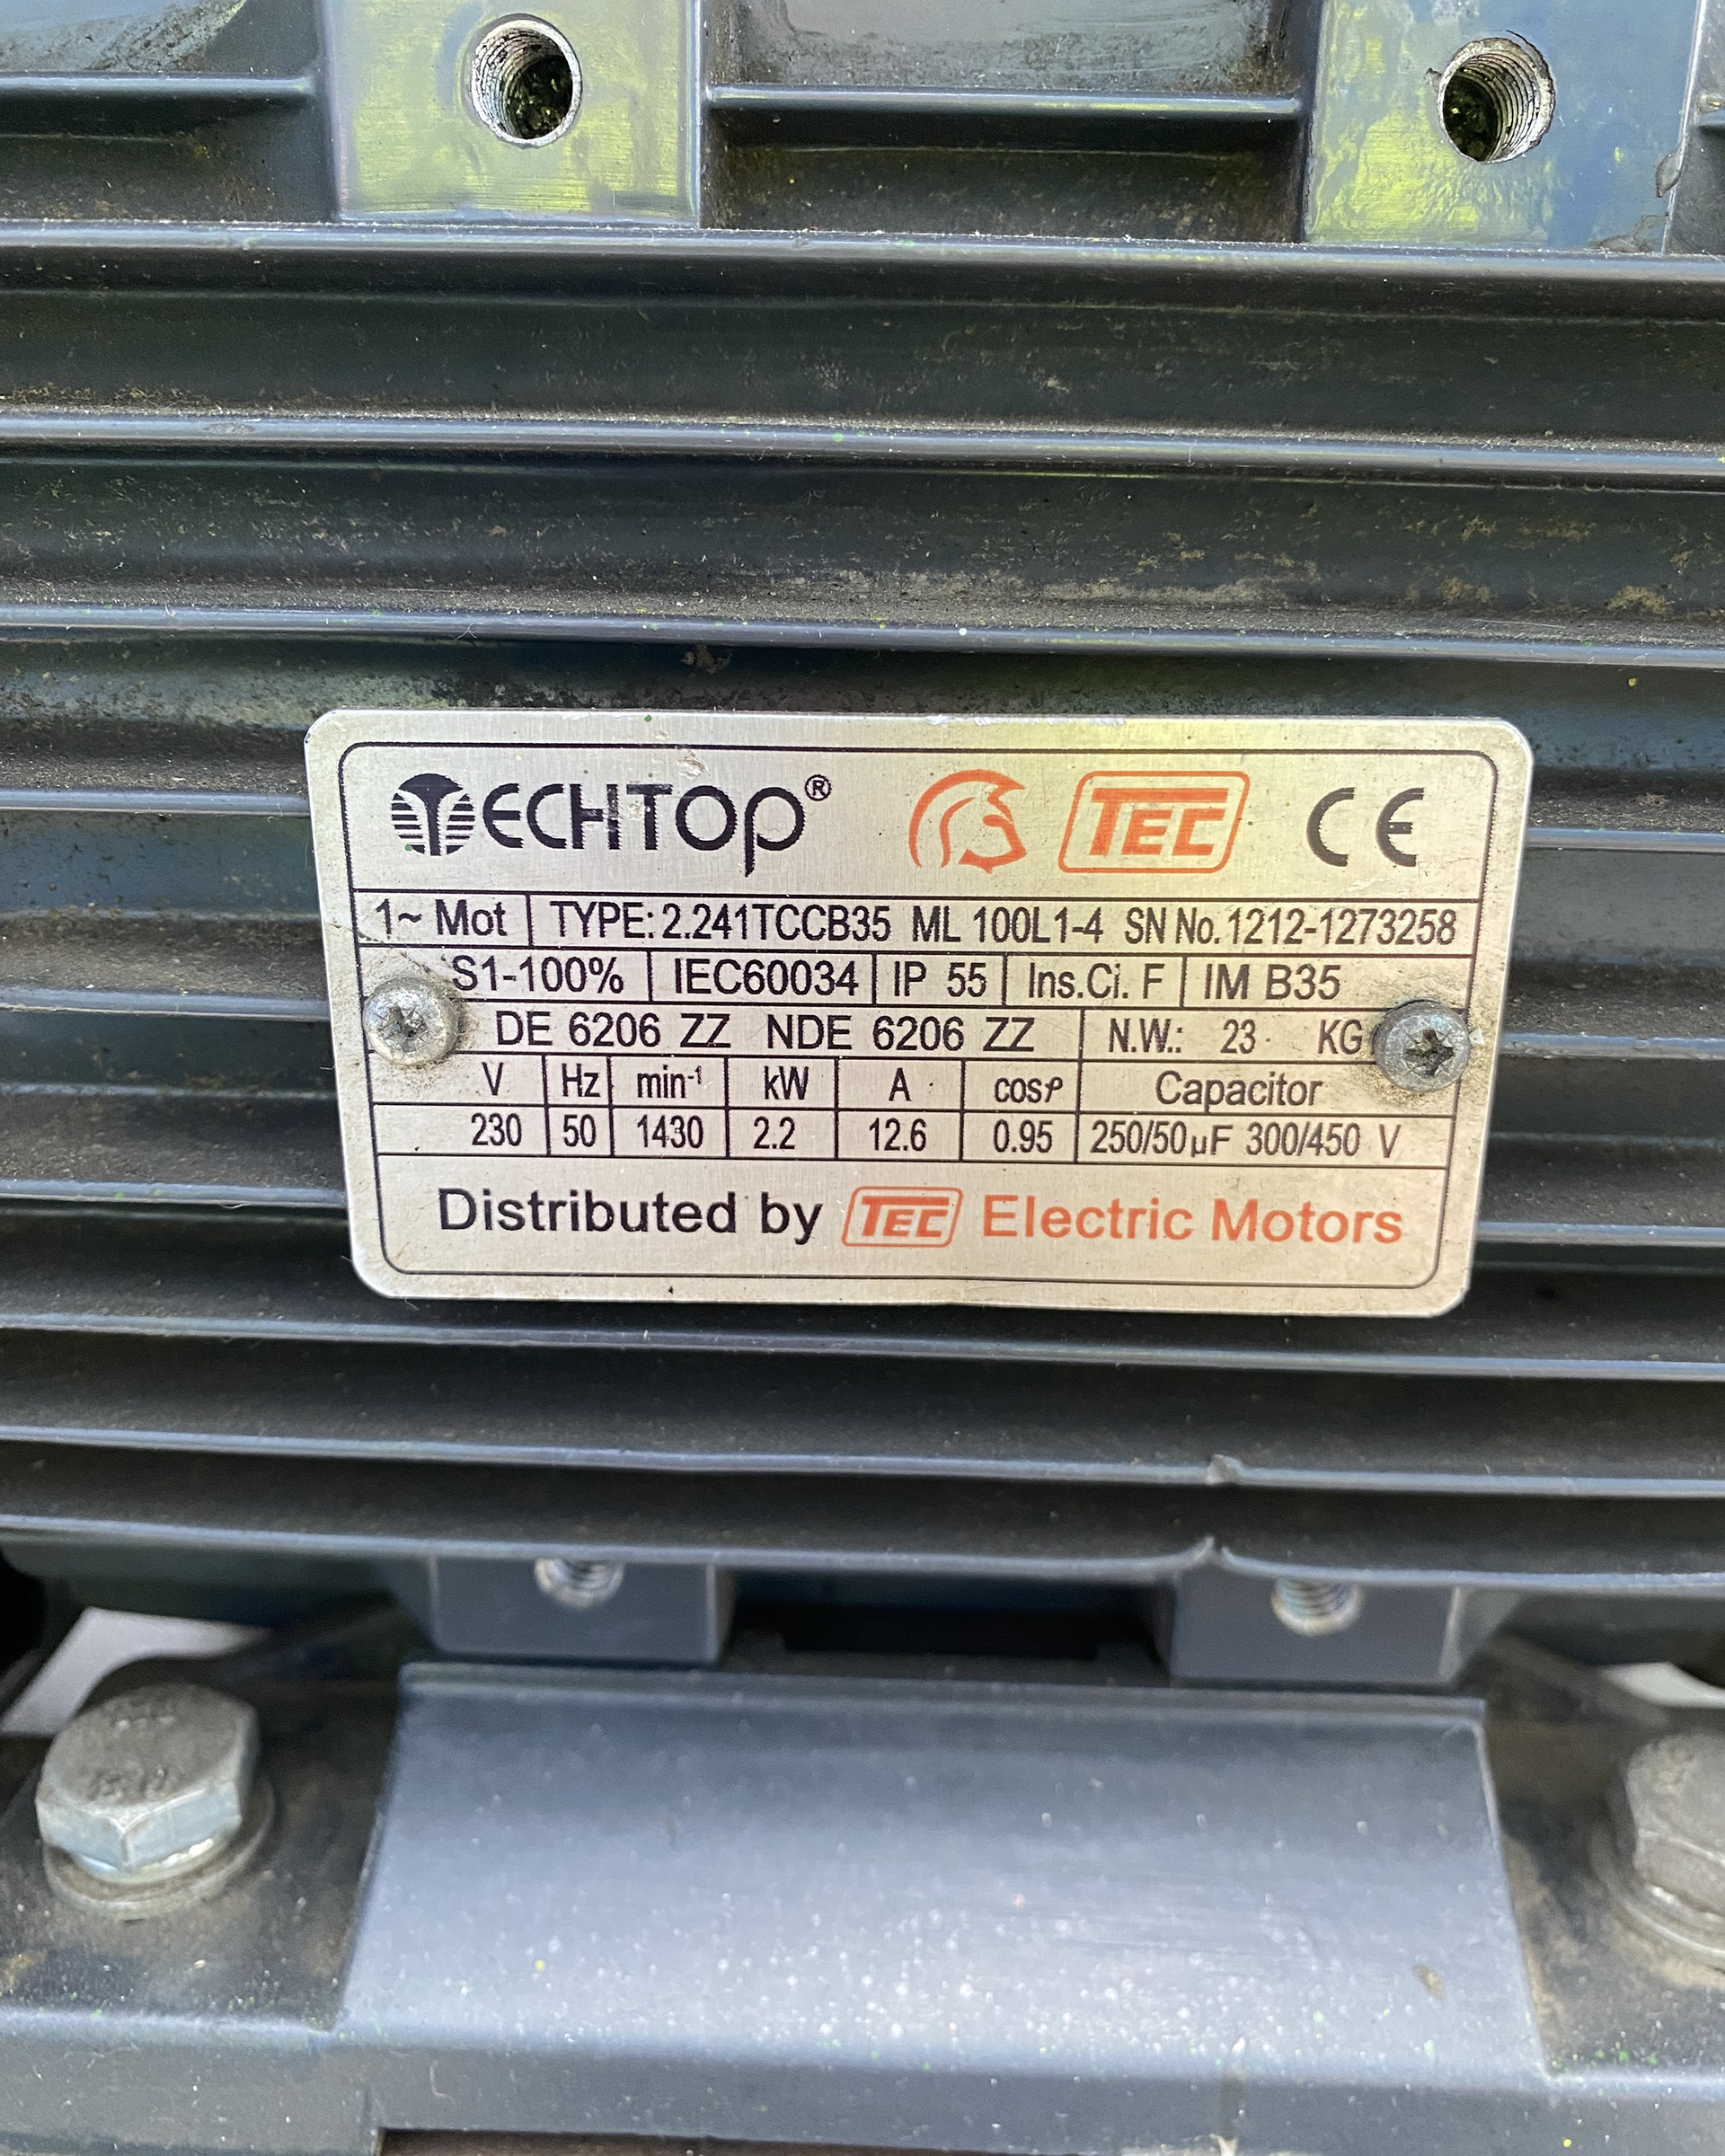 TECHTOP® TEC CE
1~ Mot TYPE: 2.241TCCB35 ML 100L1-4 SN No. 1212-1273258
S1-100% IEC60034 IP 55 Ins.Ci. F IM B35
DE 6206 ZZ NDE 6206 ZZ N.W.: 23 KG
V Hz min⁻¹ kW A cosφ Capacitor
230 50 1430 2.2 12.6 0.95 250/50µF 300/450 V
Distributed by TEC Electric Motors